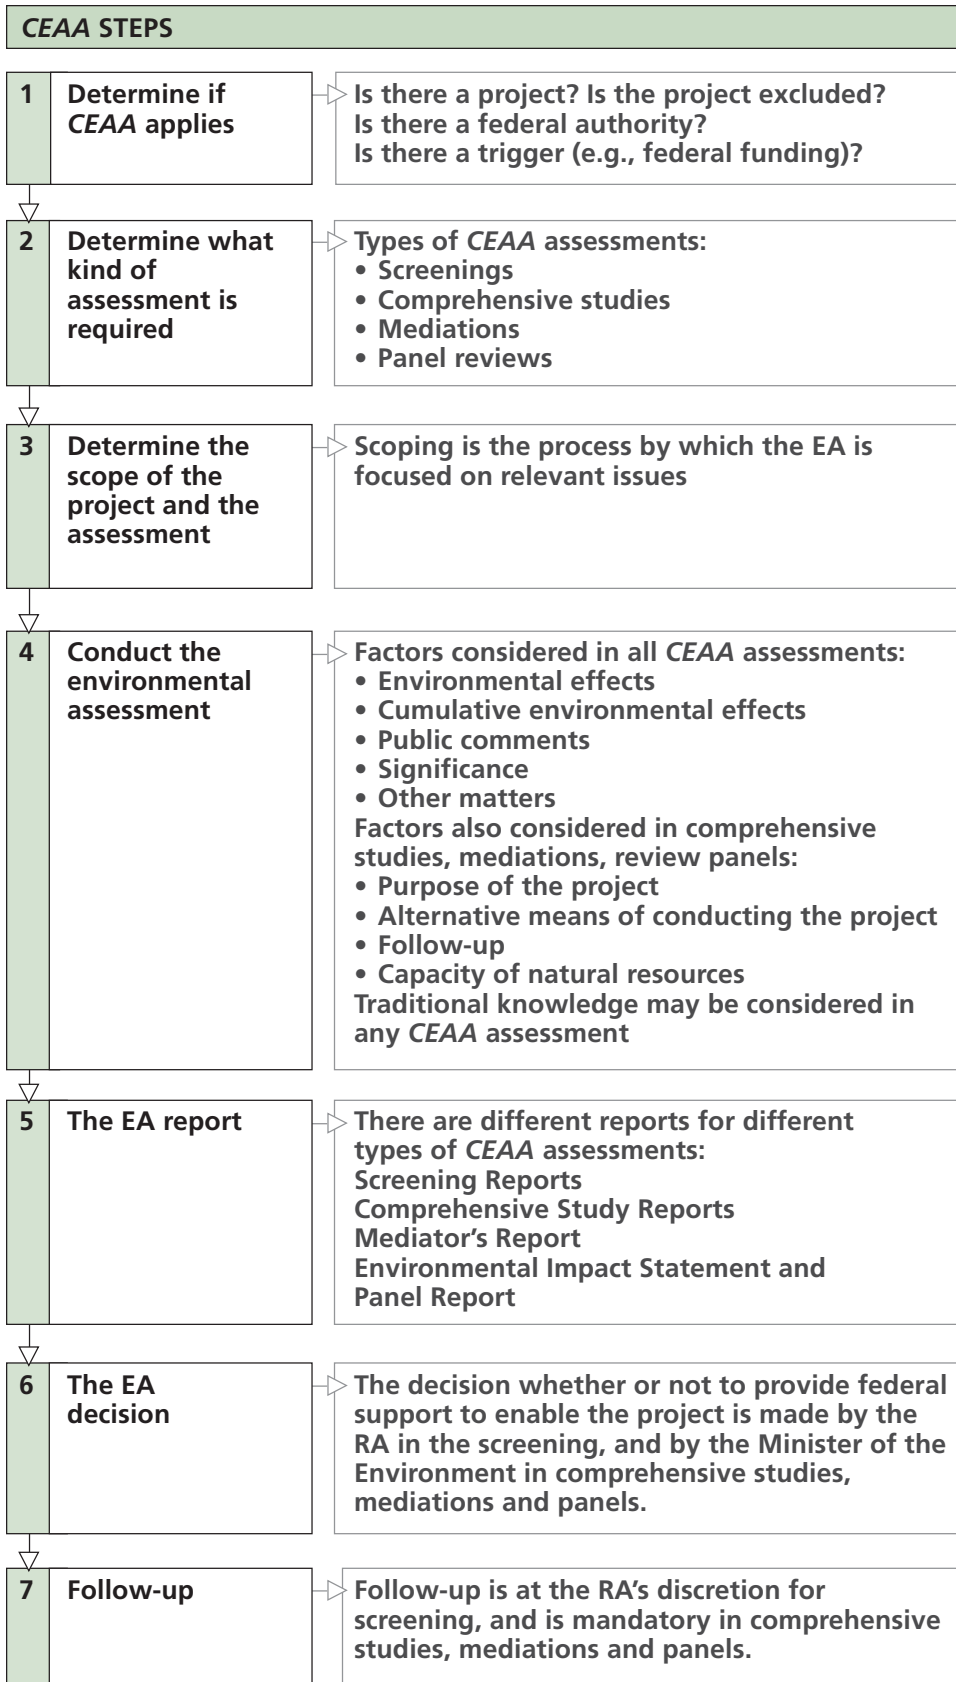 CEAA STEPS
1
Determine if
CEAA applies
Is there a project? Is the project excluded?
Is there a federal authority?
Is there a trigger (e.g., federal funding)?
2
Determine what
kind of
assessment is
required
Types of CEAA assessments:
• Screenings
• Comprehensive studies
• Mediations
• Panel reviews
3
Determine the
scope of the
project and the
assessment
Scoping is the process by which the EA is
focused on relevant issues
4
Conduct the
environmental
assessment
Factors considered in all CEAA assessments:
• Environmental effects
• Cumulative environmental effects
• Public comments
• Significance
• Other matters
Factors also considered in comprehensive
studies, mediations, review panels:
• Purpose of the project
• Alternative means of conducting the project
• Follow-up
• Capacity of natural resources
Traditional knowledge may be considered in
any CEAA assessment
5
The EA report
There are different reports for different
types of CEAA assessments:
Screening Reports
Comprehensive Study Reports
Mediator’s Report
Environmental Impact Statement and
Panel Report
6
The EA
decision
The decision whether or not to provide federal
support to enable the project is made by the
RA in the screening, and by the Minister of the
Environment in comprehensive studies,
mediations and panels.
7
Follow-up
Follow-up is at the RA’s discretion for
screening, and is mandatory in comprehensive
studies, mediations and panels.